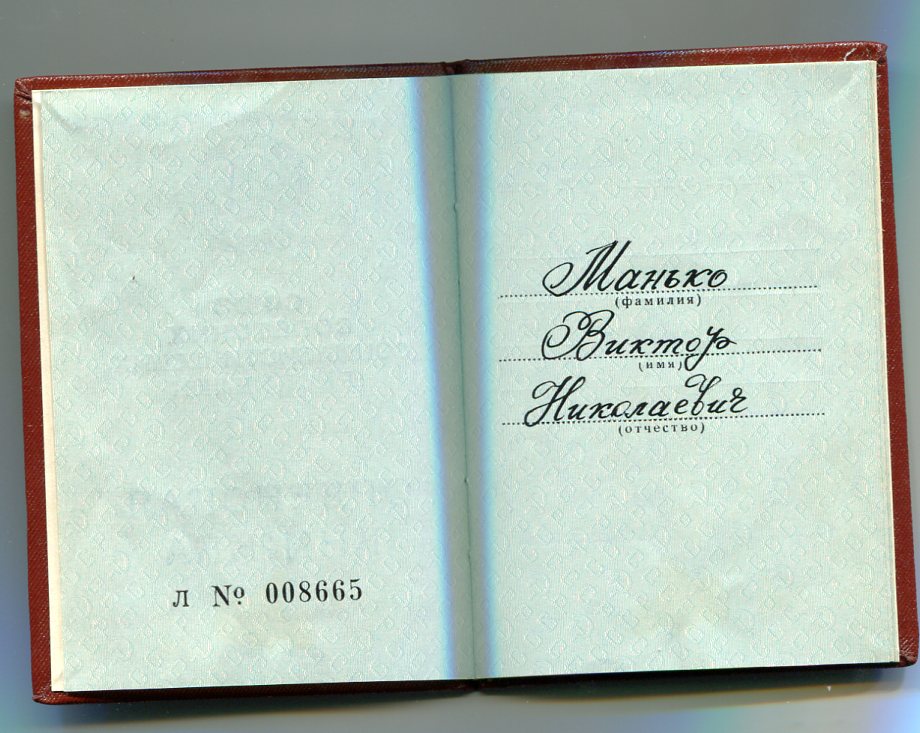 л № 008665
Манько
(фамилия)
Виктор
(имя)
Николаевич
(отчество)